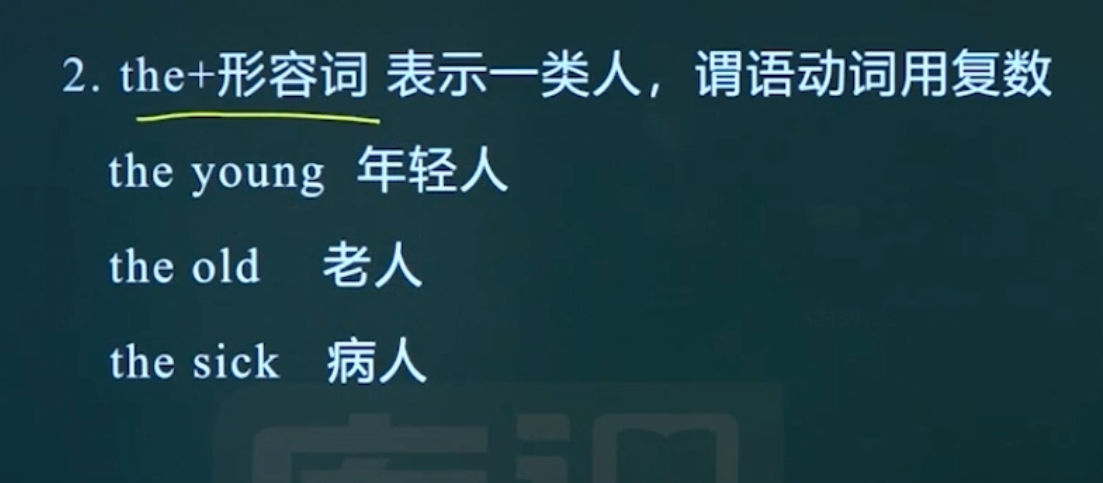 2. the+形容词 表示一类人，谓语动词用复数
the young 年轻人
the old 老人
the sick 病人